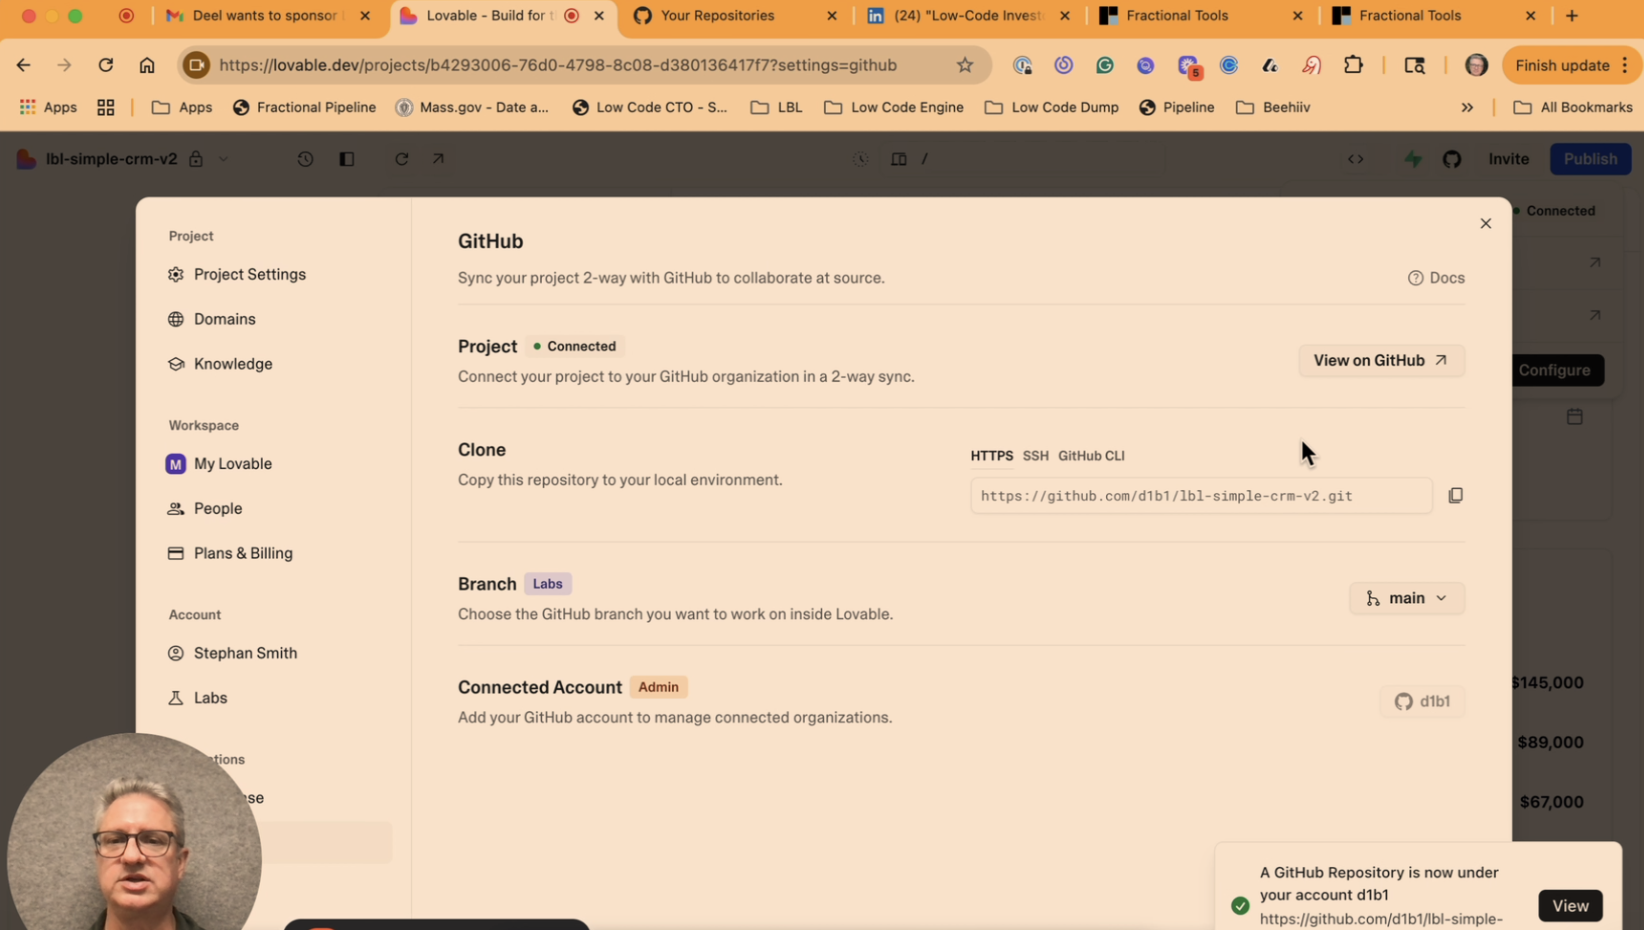 Deel wants to sponsor
Lovable - Build for t
Your Repositories
(24) "Low-Code Invest
Fractional Tools
Fractional Tools
https://lovable.dev/projects/b4293006-76d0-4798-8c08-d380136417f7?settings=github
5
Finish update
Apps
Apps
Fractional Pipeline
Mass.gov - Date a...
Low Code CTO - S...
LBL
Low Code Engine
Low Code Dump
Pipeline
Beehiiv
All Bookmarks
lbl-simple-crm-v2
/
Invite
Publish
Connected
Configure
$145,000
$89,000
$67,000
Project
Project Settings
Domains
Knowledge
Workspace
M My Lovable
People
Plans & Billing
Account
Stephan Smith
Labs
tions
se
GitHub
Sync your project 2-way with GitHub to collaborate at source.
Docs
Project Connected
View on GitHub
Connect your project to your GitHub organization in a 2-way sync.
Clone
HTTPS SSH GitHub CLI
Copy this repository to your local environment.
https://github.com/d1b1/lbl-simple-crm-v2.git
Branch Labs
main
Choose the GitHub branch you want to work on inside Lovable.
Connected Account Admin
d1b1
Add your GitHub account to manage connected organizations.
A GitHub Repository is now under
your account d1b1
https://github.com/d1b1/lbl-simple-
View